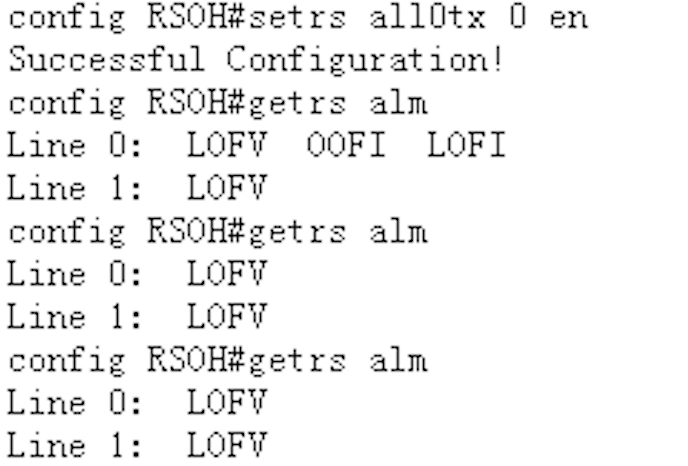 config RSOH#setrs all0tx 0 en
Successful Configuration!
config RSOH#getrs alm
Line 0:  LOFV  OOFI  LOFI
Line 1:  LOFV
config RSOH#getrs alm
Line 0:  LOFV
Line 1:  LOFV
config RSOH#getrs alm
Line 0:  LOFV
Line 1:  LOFV